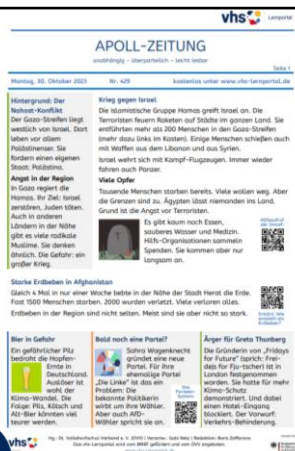 vhs Lernportal
APOLL-ZEITUNG
unabhängig - überparteilich - leicht lesbar
Seite 1
Montag, 30. Oktober 2023 Nr. 429 kostenlos unter www.vhs-lernportal.de
Hintergrund: Der
Nahost-Konflikt
Der Gaza-Streifen liegt
westlich von Israel. Dort
leben vor allem
Palästinenser. Sie
fordern einen eigenen
Staat: Palästina.
Angst in der Region
In Gaza regiert die
Hamas. Ihr Ziel: Israel
zerstören, Juden töten.
Auch in anderen
Ländern in der Nähe
gibt es viele radikale
Muslime. Sie denken
ähnlich. Die Gefahr: ein
großer Krieg.
Krieg gegen Israel
Die islamistische Gruppe Hamas greift Israel an. Die
Terroristen feuern Raketen auf Städte im ganzen Land. Sie
entführten mehr als 200 Menschen in den Gaza-Streifen
(mehr dazu links im Kasten). Einige Menschen schießen auch
mit Waffen aus dem Libanon und aus Syrien.
Israel wehrt sich mit Kampf-Flugzeugen. Immer wieder
fahren auch Panzer.
Viele Opfer
Tausende Menschen starben bereits. Viele wollen weg. Aber
die Grenzen sind zu. Ägypten lässt niemanden ins Land.
Grund ist die Angst vor Terroristen.
Es gibt kaum noch Essen,
sauberes Wasser und Medizin.
Hilfs-Organisationen sammeln
Spenden. Sie kommen aber nur
langsam an.
Starke Erdbeben in Afghanistan
Gleich 4 Mal in nur einer Woche bebte in der Nähe der Stadt Herat die Erde.
Fast 1500 Menschen starben. 2000 wurden verletzt. Viele verloren alles.
Erdbeben in der Region sind nicht selten. Meist sind sie aber nicht so stark.
Bier in Gefahr
Ein gefährlicher Pilz
bedroht die Hopfen-
Ernte in
Deutschland.
Auslöser ist
wohl der
Klima-Wandel. Die
Folge: Pils, Kölsch und
Alt-Bier könnten viel
teurer werden.
Bald noch eine Partei?
Sahra Wagenknecht
gründet eine neue
Partei. Für ihre
ehemalige Partei
„Die Linke" ist das ein
Problem: Die
bekannte Politikerin
wirbt um ihre Wähler.
Aber auch AfD-
Wähler spricht sie an.
Ärger für Greta Thunberg
Die Gründerin von „Fridays
for Future" (sprich: Frei-
dejs for Fju-tscher) ist in
London festgenommen
worden. Sie hatte für mehr
Klima-Schutz
demonstriert. Und dabei
einen Hotel-Eingang
blockiert. Der Vorwurf:
Verkehrs-Behinderung.
vhs